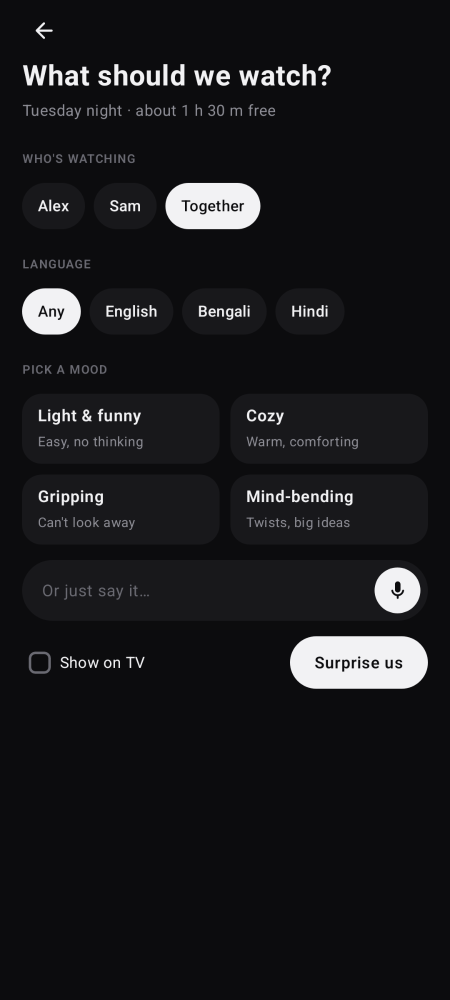 What should we watch?
Tuesday night · about 1 h 30 m free
WHO'S WATCHING
Alex Sam Together
LANGUAGE
Any English Bengali Hindi
PICK A MOOD
Light & funny Cozy
Easy, no thinking Warm, comforting
Gripping Mind-bending
Can't look away Twists, big ideas
Or just say it…
Show on TV Surprise us